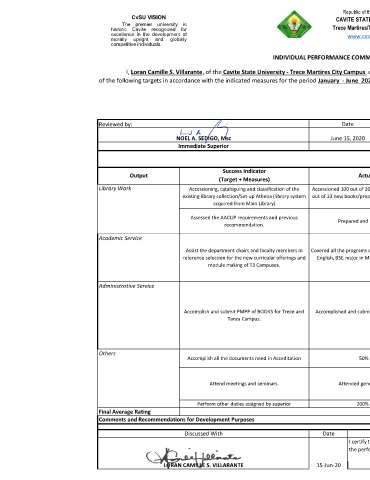 CvSU VISION
The premier university in
historic Cavite recognized for
excellence in the development of
morally upright and globally
competitive individuals.
Republic of th
CAVITE STATE
Trece Martires
www.cvs
INDIVIDUAL PERFORMANCE COMM
I, Loran Camille S. Villarante, of the Cavite State University - Trece Martires City Campus
of the following targets in accordance with the indicated measures for the period January - June 202
Reviewed by:
Date
NOEL A. SEDIGO, Msc
June 15, 2020
Immediate Superior
Output
Success Indicator
(Target + Measures)
Actu
Library Work
Accessioning, cataloguing and classification of the
existing library collection/Set-up Athena (library system
acquired from Main Library)
Accessioned 100 out of 20
out of 33 new books/prep
Assessed the AACUP requirements and previous
recommendation.
Prepared and
Academic Service
Assist the department chairs and faculty members in
reference selection for the new curricular offerings and
module making of T3 Campuses.
Covered all the programs o
English, BSE major in M
Administrative Service
Accomplish and submit PMPP of BOOKS for Trece and
Tanza Campus.
Accomplished and subm
Others
Accomplish all the documents need in Accreditation
50%
Attend meetings and seminars.
Attended gene
Perform other duties assigned by superior
200%
Final Average Rating
Comments and Recommendations for Development Purposes
Discussed With
Date
I certify t
the perfo
LORAN CAMILLE S. VILLARANTE
15-Jun-20